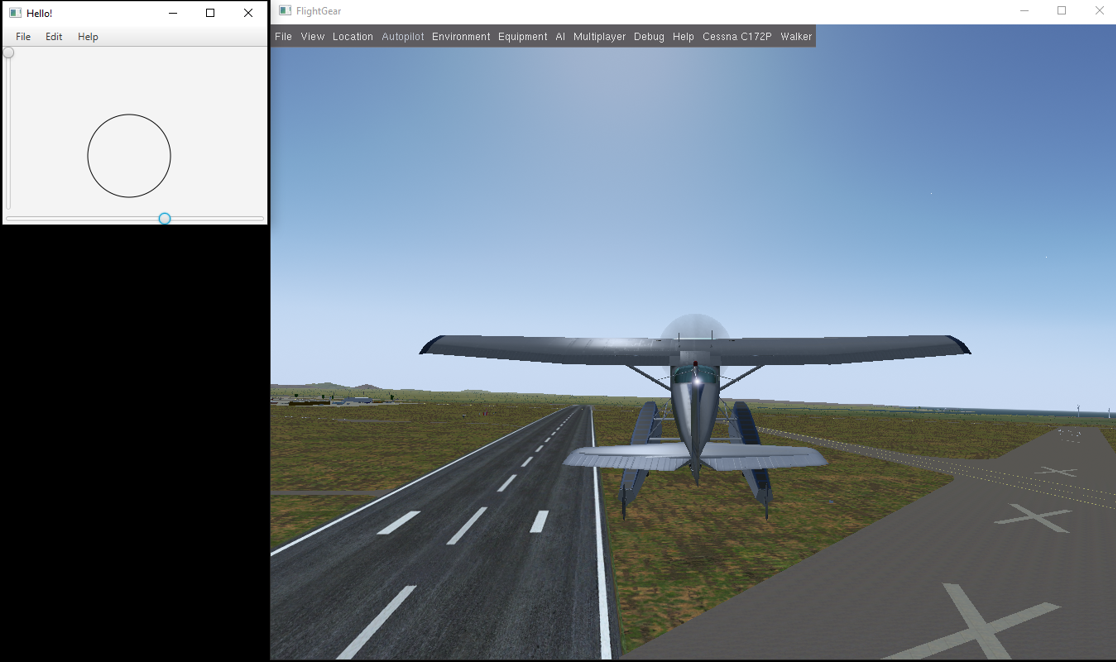 Hello!
File Edit Help
FlightGear
File View Location Autopilot Environment Equipment AI Multiplayer Debug Help Cessna C172P Walker